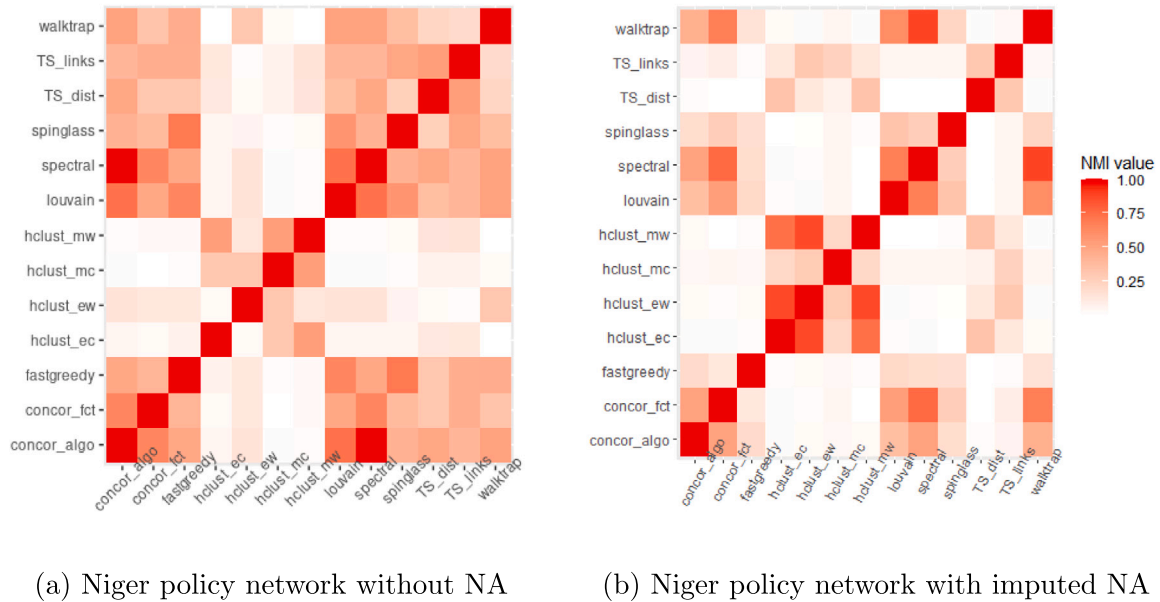 walktrap
TS_links
TS_dist
spinglass
spectral
louvain
hclust_mw
hclust_mc
hclust_ew
hclust_ec
fastgreedy
concor_fct
concor_algo
concor_algo
concor_fct
fastgreedy
hclust_ec
hclust_ew
hclust_mc
hclust_mw
louvain
spectral
spinglass
TS_dist
TS_links
walktrap
(a) Niger policy network without NA
walktrap
TS_links
TS_dist
spinglass
spectral
louvain
hclust_mw
hclust_mc
hclust_ew
hclust_ec
fastgreedy
concor_fct
concor_algo
concor_algo
concor_fct
fastgreedy
hclust_ec
hclust_ew
hclust_mc
hclust_mw
louvain
spectral
spinglass
TS_dist
TS_links
walktrap
NMI value
1.00
0.75
0.50
0.25
(b) Niger policy network with imputed NA